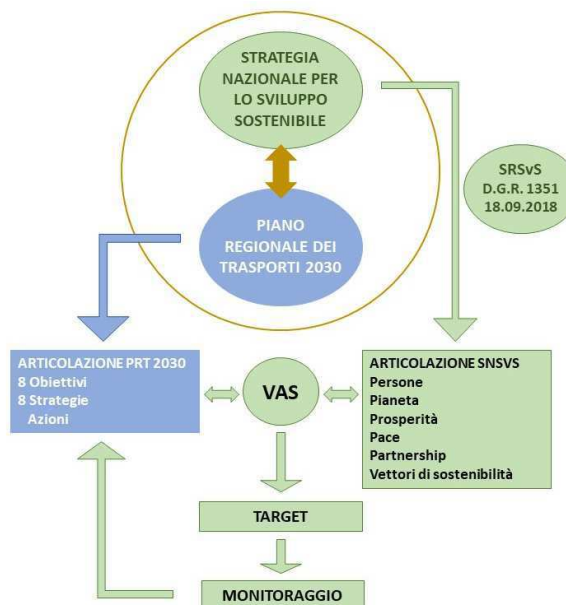 STRATEGIA
NAZIONALE PER
LO SVILUPPO
SOSTENIBILE
SRSvS
D.G.R. 1351
18.09.2018
PIANO
REGIONALE DEI
TRASPORTI 2030
ARTICOLAZIONE PRT 2030
8 Obiettivi
8 Strategie
Azioni
VAS
ARTICOLAZIONE SNSVS
Persone
Pianeta
Prosperità
Pace
Partnership
Vettori di sostenibilità
TARGET
MONITORAGGIO